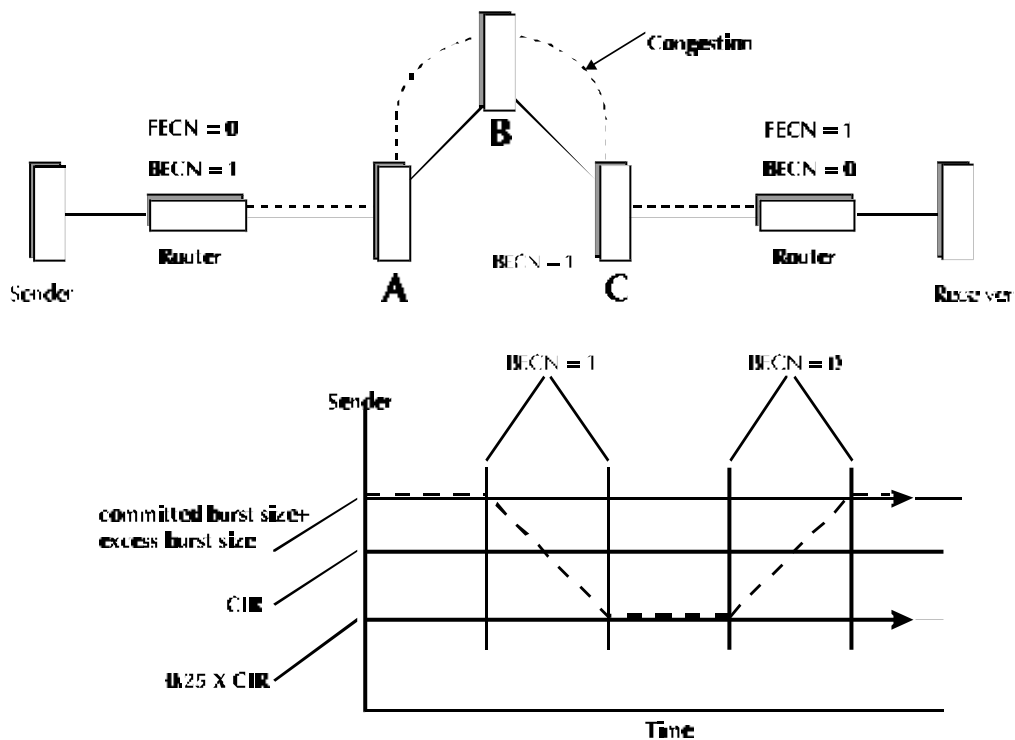 Congestion
B
FECN = 0
BECN = 1
FECN = 1
BECN = 0
Router
A
BECN = 1
C
Router
Sender
Receiver
BECN = 1
BECN = 0
Sender
committed burst size+
excess burst size
CIR
0.25 X CIR
Time